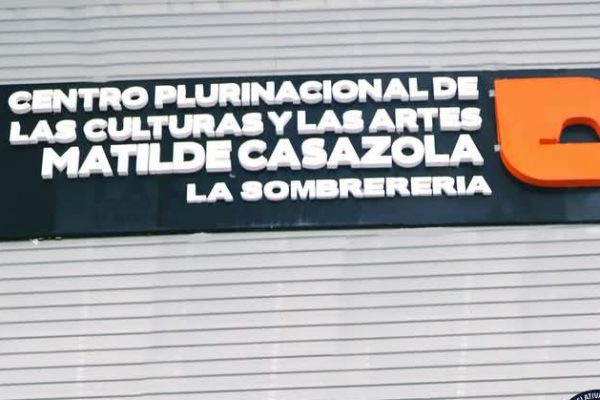 CENTRO PLURINACIONAL DE
LAS CULTURAS Y LAS ARTES
MATILDE CASAZOLA
LA SOMBRERERIA